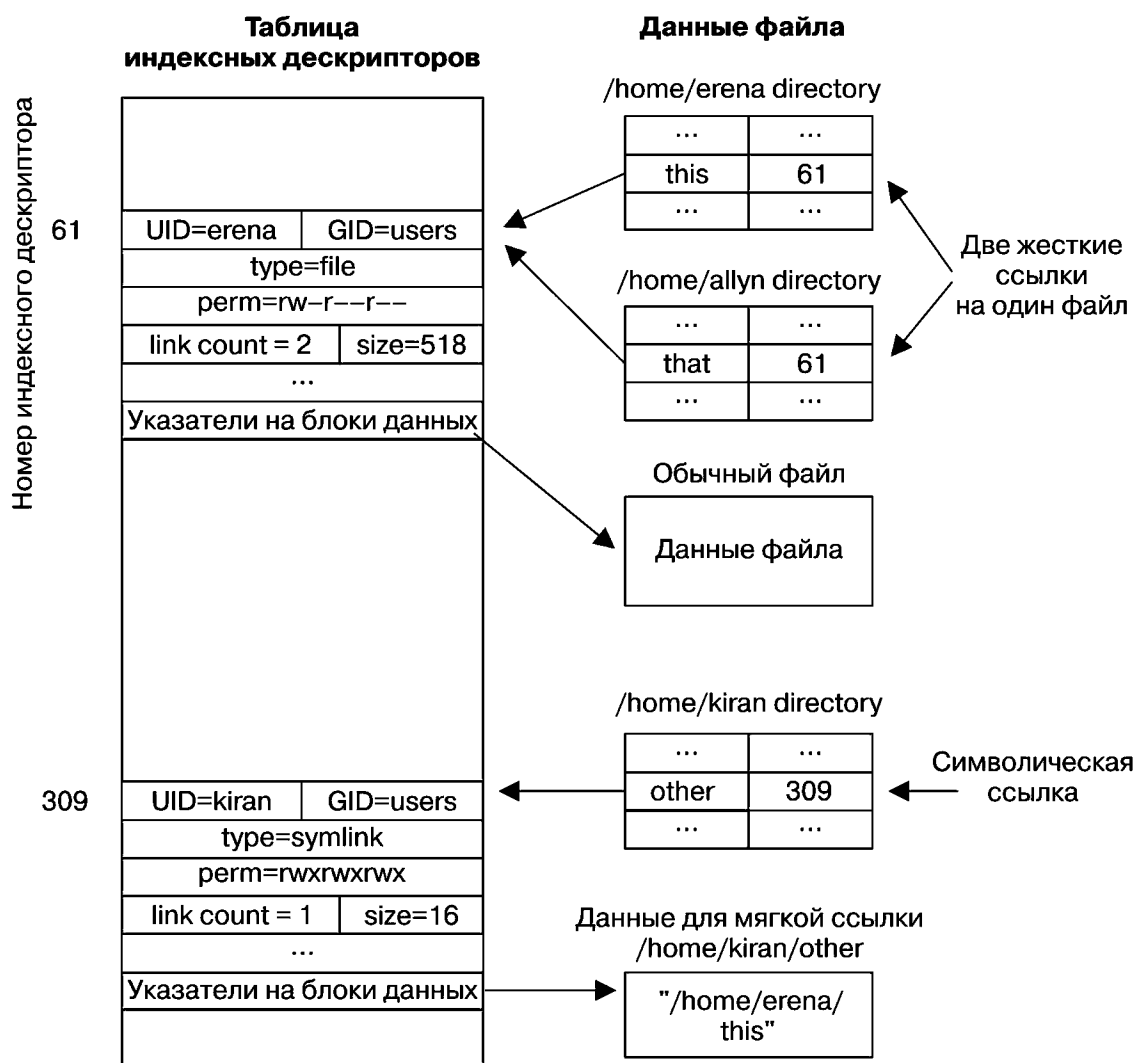 Таблица
индексных дескрипторов
Данные файла
Номер индексного дескриптора
/home/erena directory
... ...
this 61
... ...
61
UID=erena GID=users
type=file
perm=rw-r--r--
link count = 2 size=518
...
Указатели на блоки данных
/home/allyn directory
... ...
that 61
... ...
Две жесткие
ссылки
на один файл
Обычный файл
Данные файла
/home/kiran directory
... ...
other 309
... ...
Символическая
ссылка
309
UID=kiran GID=users
type=symlink
perm=rwxrwxrwx
link count = 1 size=16
...
Указатели на блоки данных
Данные для мягкой ссылки
/home/kiran/other
"/home/erena/
this"